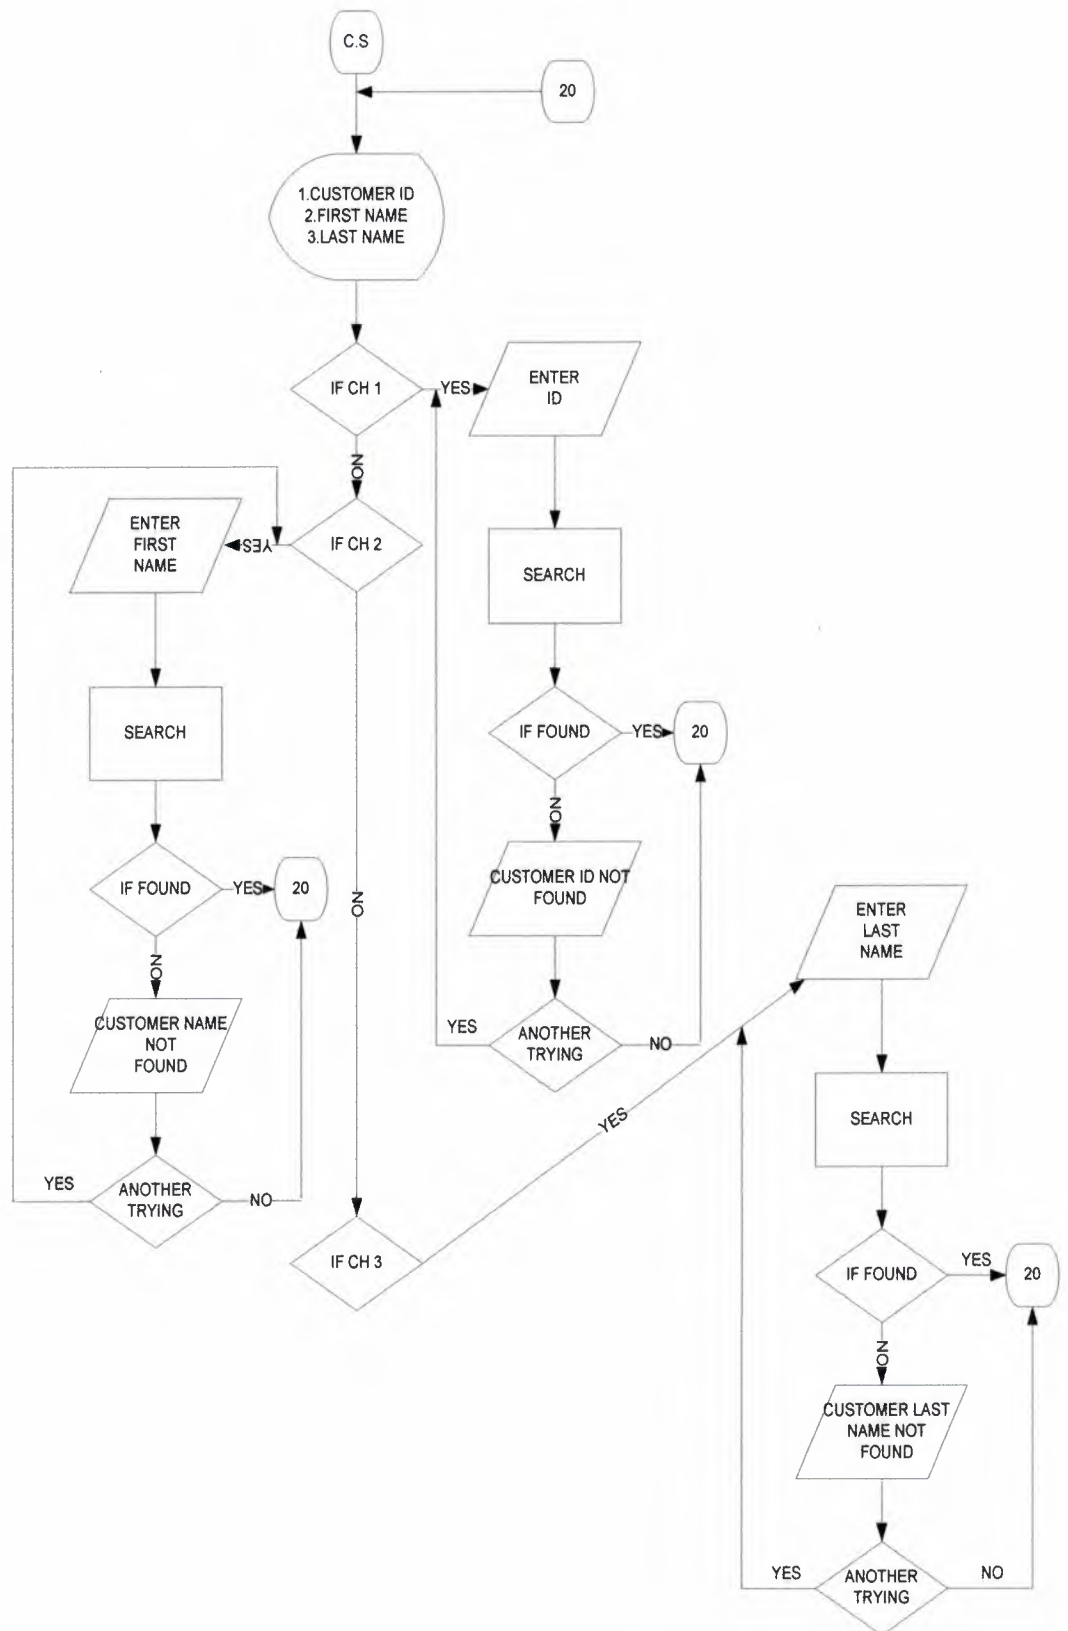 C.S
20
1.CUSTOMER ID
2.FIRST NAME
3.LAST NAME
IF CH 1
YES
ENTER
ID
NO
ENTER
FIRST
NAME
YES
IF CH 2
SEARCH
SEARCH
IF FOUND
YES
20
NO
CUSTOMER ID NOT
FOUND
IF FOUND
YES
20
NO
NO
ENTER
LAST
NAME
CUSTOMER NAME
NOT
FOUND
YES
ANOTHER
TRYING
NO
YES
SEARCH
YES
ANOTHER
TRYING
NO
IF CH 3
IF FOUND
YES
20
NO
CUSTOMER LAST
NAME NOT
FOUND
YES
ANOTHER
TRYING
NO